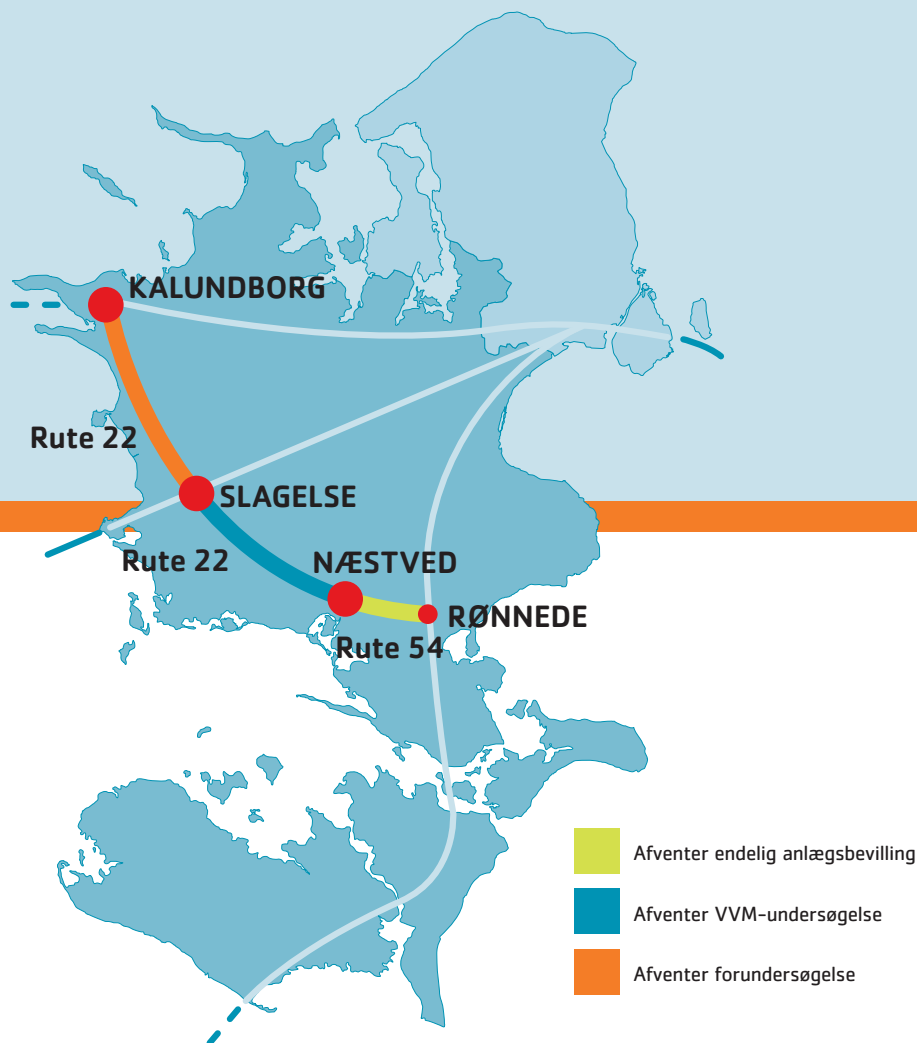 KALUNDBORG
Rute 22
SLAGELSE
Rute 22
NÆSTVED
RØNNEDE
Rute 54
Afventer endelig anlægsbevilling
Afventer VVM-undersøgelse
Afventer forundersøgelse